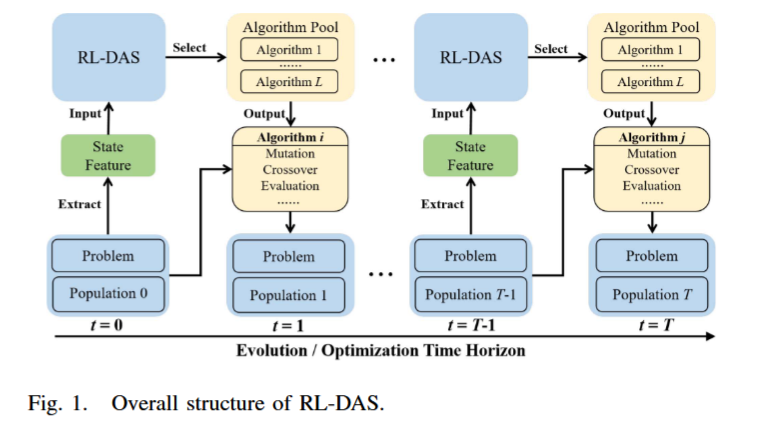 RL-DAS
Select
Algorithm Pool
Algorithm 1
......
Algorithm L
...
RL-DAS
Select
Algorithm Pool
Algorithm 1
......
Algorithm L
Input
Output
Input
Output
State
Feature
Algorithm i
Mutation
Crossover
Evaluation
......
State
Feature
Algorithm j
Mutation
Crossover
Evaluation
......
Extract
Extract
Problem
Population 0
Problem
Population 1
...
Problem
Population T-1
Problem
Population T
t = 0
t = 1
t = T-1
t = T
Evolution / Optimization Time Horizon
Fig. 1. Overall structure of RL-DAS.